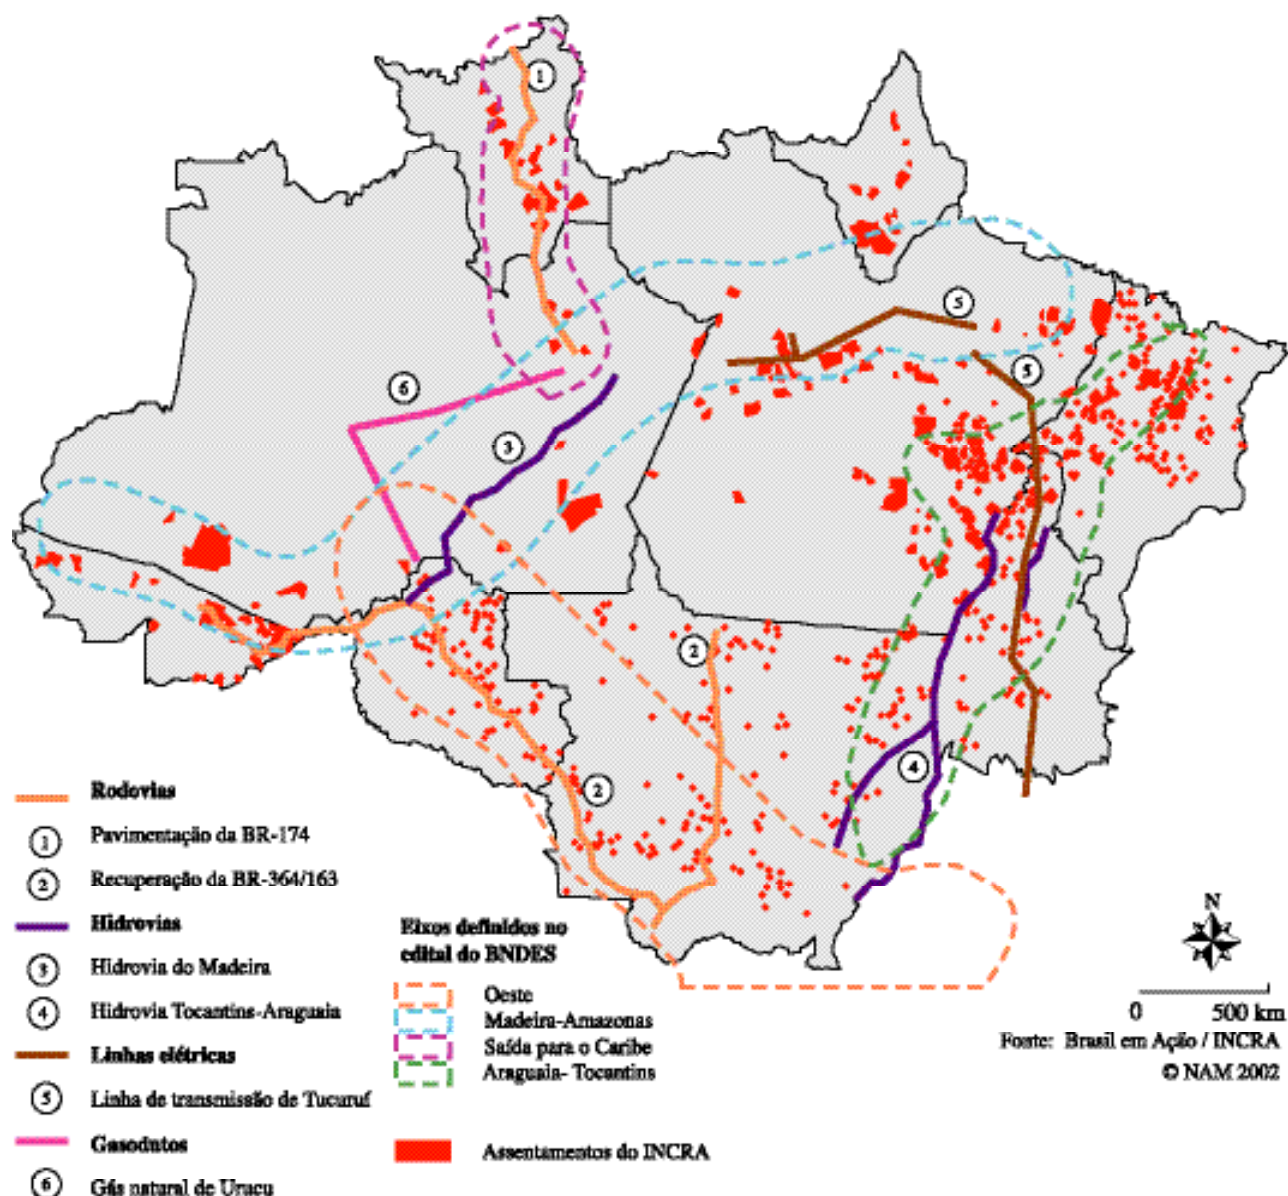 1
5
5
6
3
2
2
4
Rodovias
1 Pavimentação da BR-174
2 Recuperação da BR-364/163
Hidrovias
3 Hidrovia do Madeira
4 Hidrovia Tocantins-Araguaia
Linhas elétricas
5 Linha de transmissão de Tucuruí
Gasodutos
6 Gás natural de Urucu
Eixos definidos no
edital do BNDES
Oeste
Madeira-Amazonas
Saída para o Caribe
Araguaia- Tocantins
Assentamentos do INCRA
N
0 500 km
Fonte: Brasil em Ação / INCRA
© NAM 2002